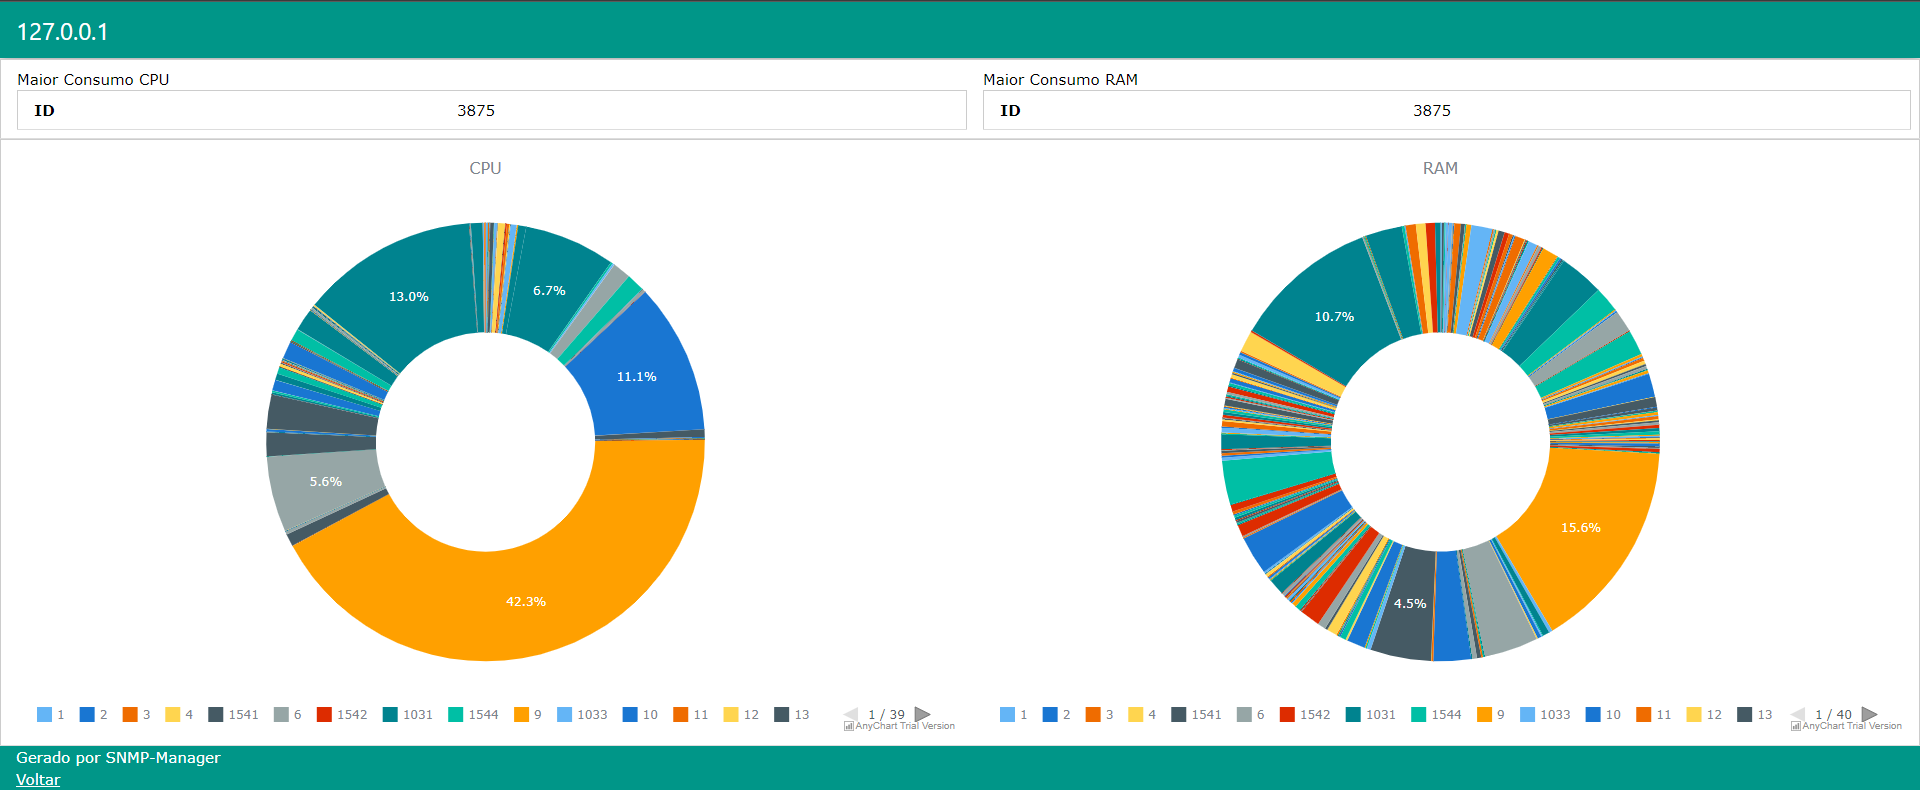 127.0.0.1
Maior Consumo CPU
ID 3875
Maior Consumo RAM
ID 3875
CPU
13.0%
6.7%
11.1%
5.6%
42.3%
1 2 3 4 1541 6 1542 1031 1544 9 1033 10 11 12 13 1 / 39
AnyChart Trial Version
RAM
10.7%
15.6%
4.5%
1 2 3 4 1541 6 1542 1031 1544 9 1033 10 11 12 13 1 / 40
AnyChart Trial Version
Gerado por SNMP-Manager
Voltar